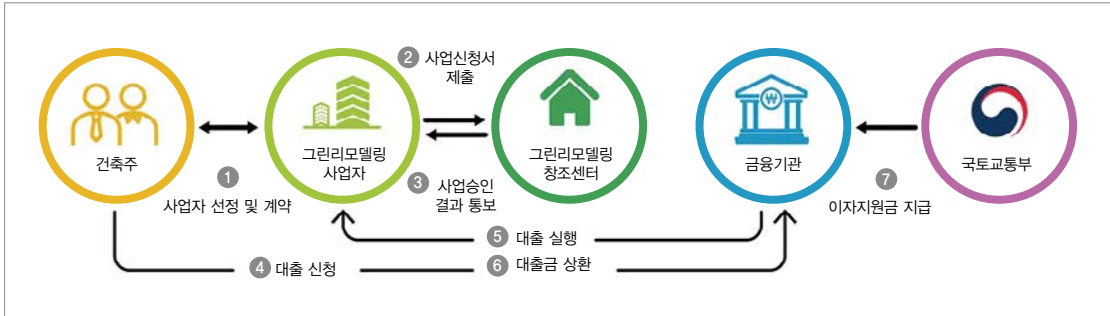 건축주
그린리모델링
사업자
그린리모델링
창조센터
₩
금융기관
국토교통부
1
사업자 선정 및 계약
2 사업신청서
제출
3 사업승인
결과 통보
4 대출 신청
5 대출 실행
6 대출금 상환
7
이자지원금 지급